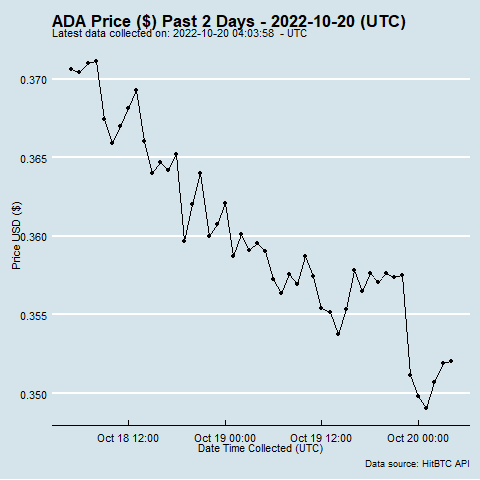 ADA Price ($) Past 2 Days - 2022-10-20 (UTC)
Latest data collected on: 2022-10-20 04:03:58 - UTC
Price USD ($)
0.370
0.365
0.360
0.355
0.350
Oct 18 12:00
Oct 19 00:00
Oct 19 12:00
Oct 20 00:00
Date Time Collected (UTC)
Data source: HitBTC API